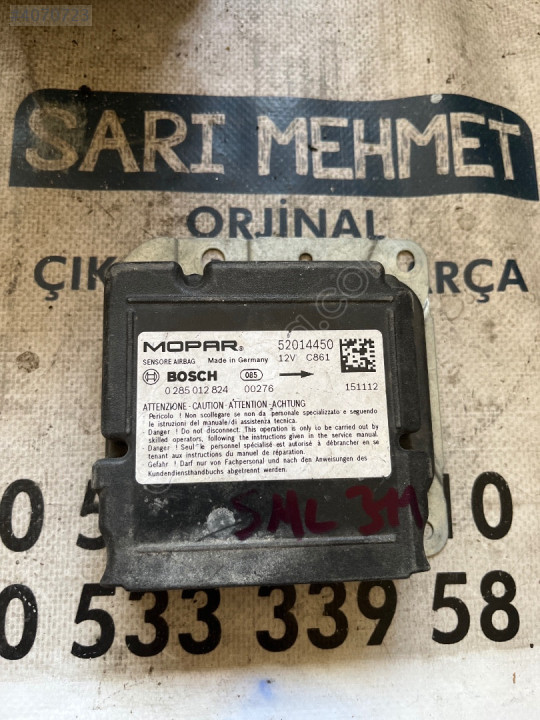 SARI MEHMET
ORJİNAL
ÇIK ARÇA
MOPAR® 52014450
SENSORE AIRBAG Made in Germany 12V C861
BOSCH 085
0 285 012 824 00276 151112
ATTENZIONE-CAUTION-ATTENTION-ACHTUNG
Pericolo ! Non scollegare se non da personale specializzato e seguendo
le istruzioni del manuale/di assistenza tecnica.
Danger ! Do not disconnect. This operation is only to be carried out by
skilled operators, following the instructions given in the service manual.
Danger ! Seul le personnel spécialisé est autorisé à débrancher en se
tenant aux instructions du manuel de réparation.
Gefahr ! Darf nur von Fachpersonal und nach den Anweisungen des
Kundendiensthandbuchs abgetrennt werden.
SML 311
0 5
0 533 339 58